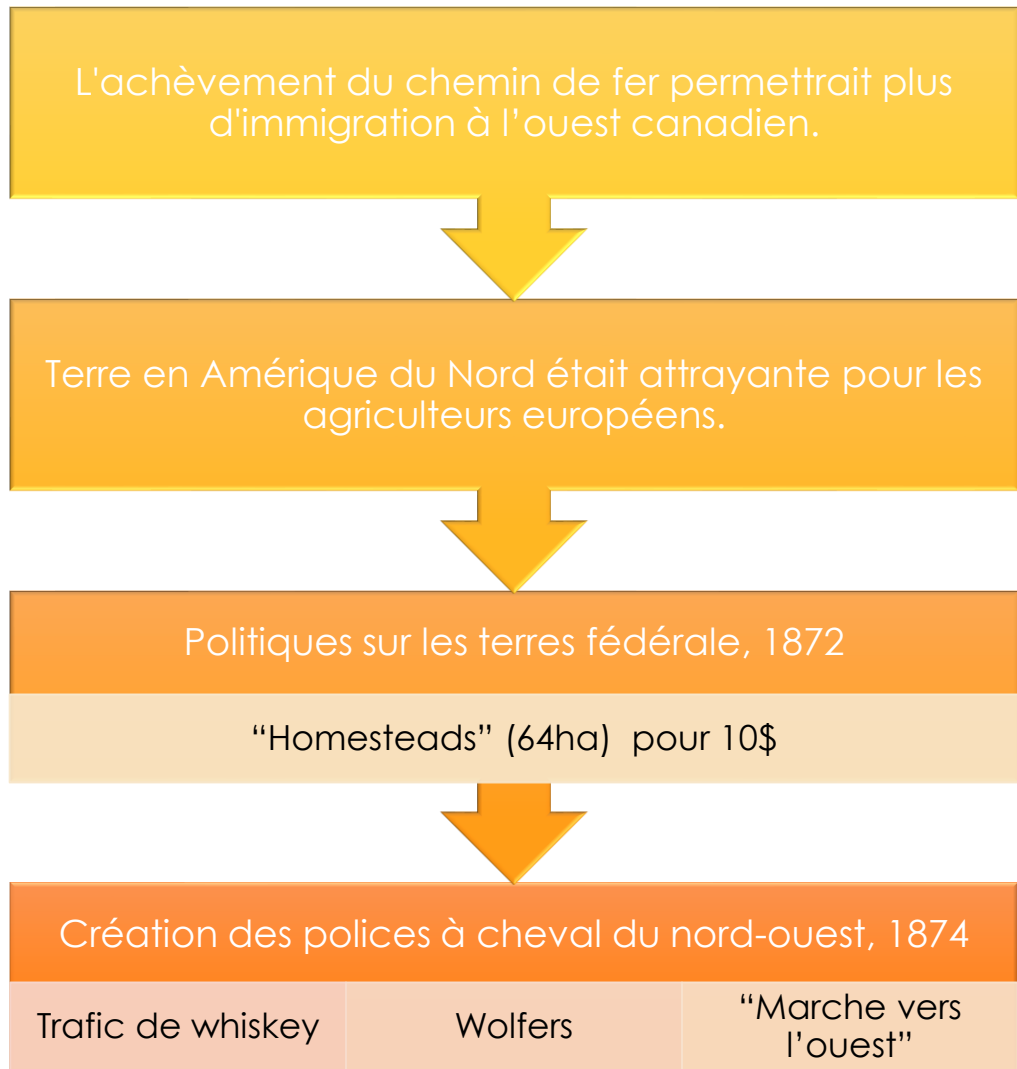 L'achèvement du chemin de fer permettrait plus
d'immigration à l’ouest canadien.
Terre en Amérique du Nord était attrayante pour les
agriculteurs européens.
Politiques sur les terres fédérale, 1872
“Homesteads” (64ha) pour 10$
Création des polices à cheval du nord-ouest, 1874
Trafic de whiskey
Wolfers
“Marche vers
l’ouest”